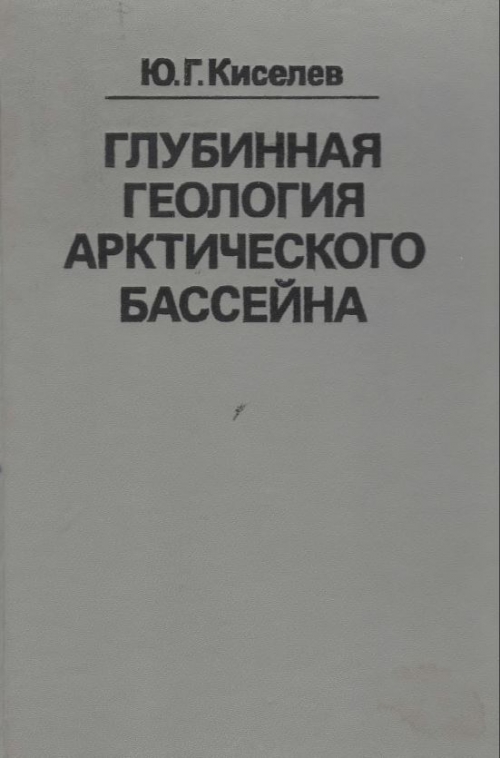 Ю.Г.Киселев
ГЛУБИННАЯ
ГЕОЛОГИЯ
АРКТИЧЕСКОГО
БАССЕЙНА